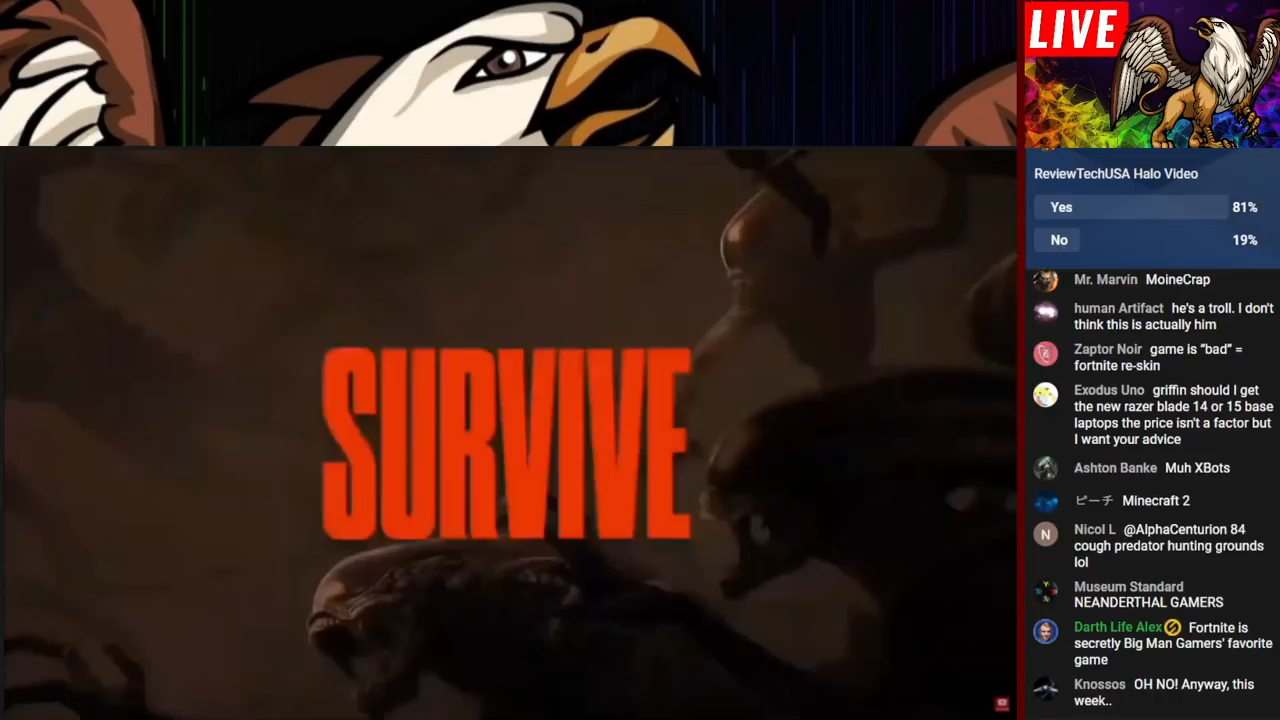 LIVE
ReviewTechUSA Halo Video
Yes 81%
No 19%
Mr. Marvin MoineCrap
human Artifact he's a troll. I don't
think this is actually him
Zaptor Noir game is "bad" =
fortnite re-skin
Exodus Uno griffin should I get
the new razer blade 14 or 15 base
laptops the price isn't a factor but
I want your advice
Ashton Banke Muh XBots
ピーチ Minecraft 2
N
Nicol L @AlphaCenturion 84
cough predator hunting grounds
lol
Museum Standard
NEANDERTHAL GAMERS
Darth Life Alex Fortnite is
secretly Big Man Gamers' favorite
game
Knossos OH NO! Anyway, this
week..
SURVIVE